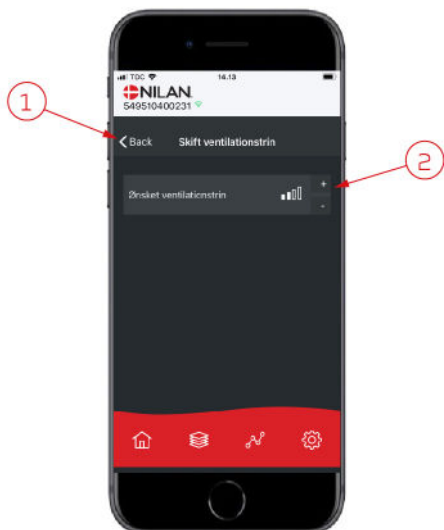 TDC 14.13
NILAN
549510400231
1
Back Skift ventilationstrin
2
Ønsket ventilationstrin +
-